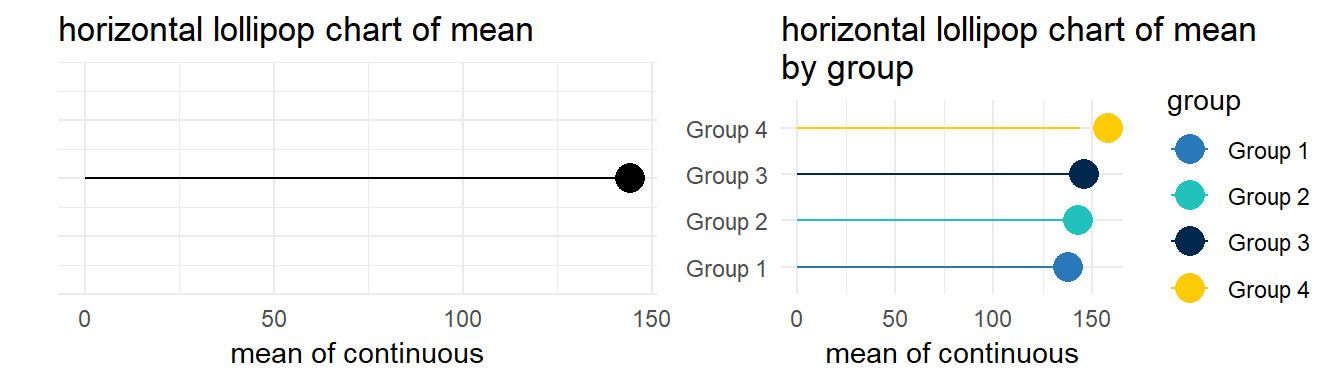 horizontal lollipop chart of mean
0 50 100 150
mean of continuous
horizontal lollipop chart of mean
by group
Group 4
Group 3
Group 2
Group 1
0 50 100 150
mean of continuous
group
Group 1
Group 2
Group 3
Group 4